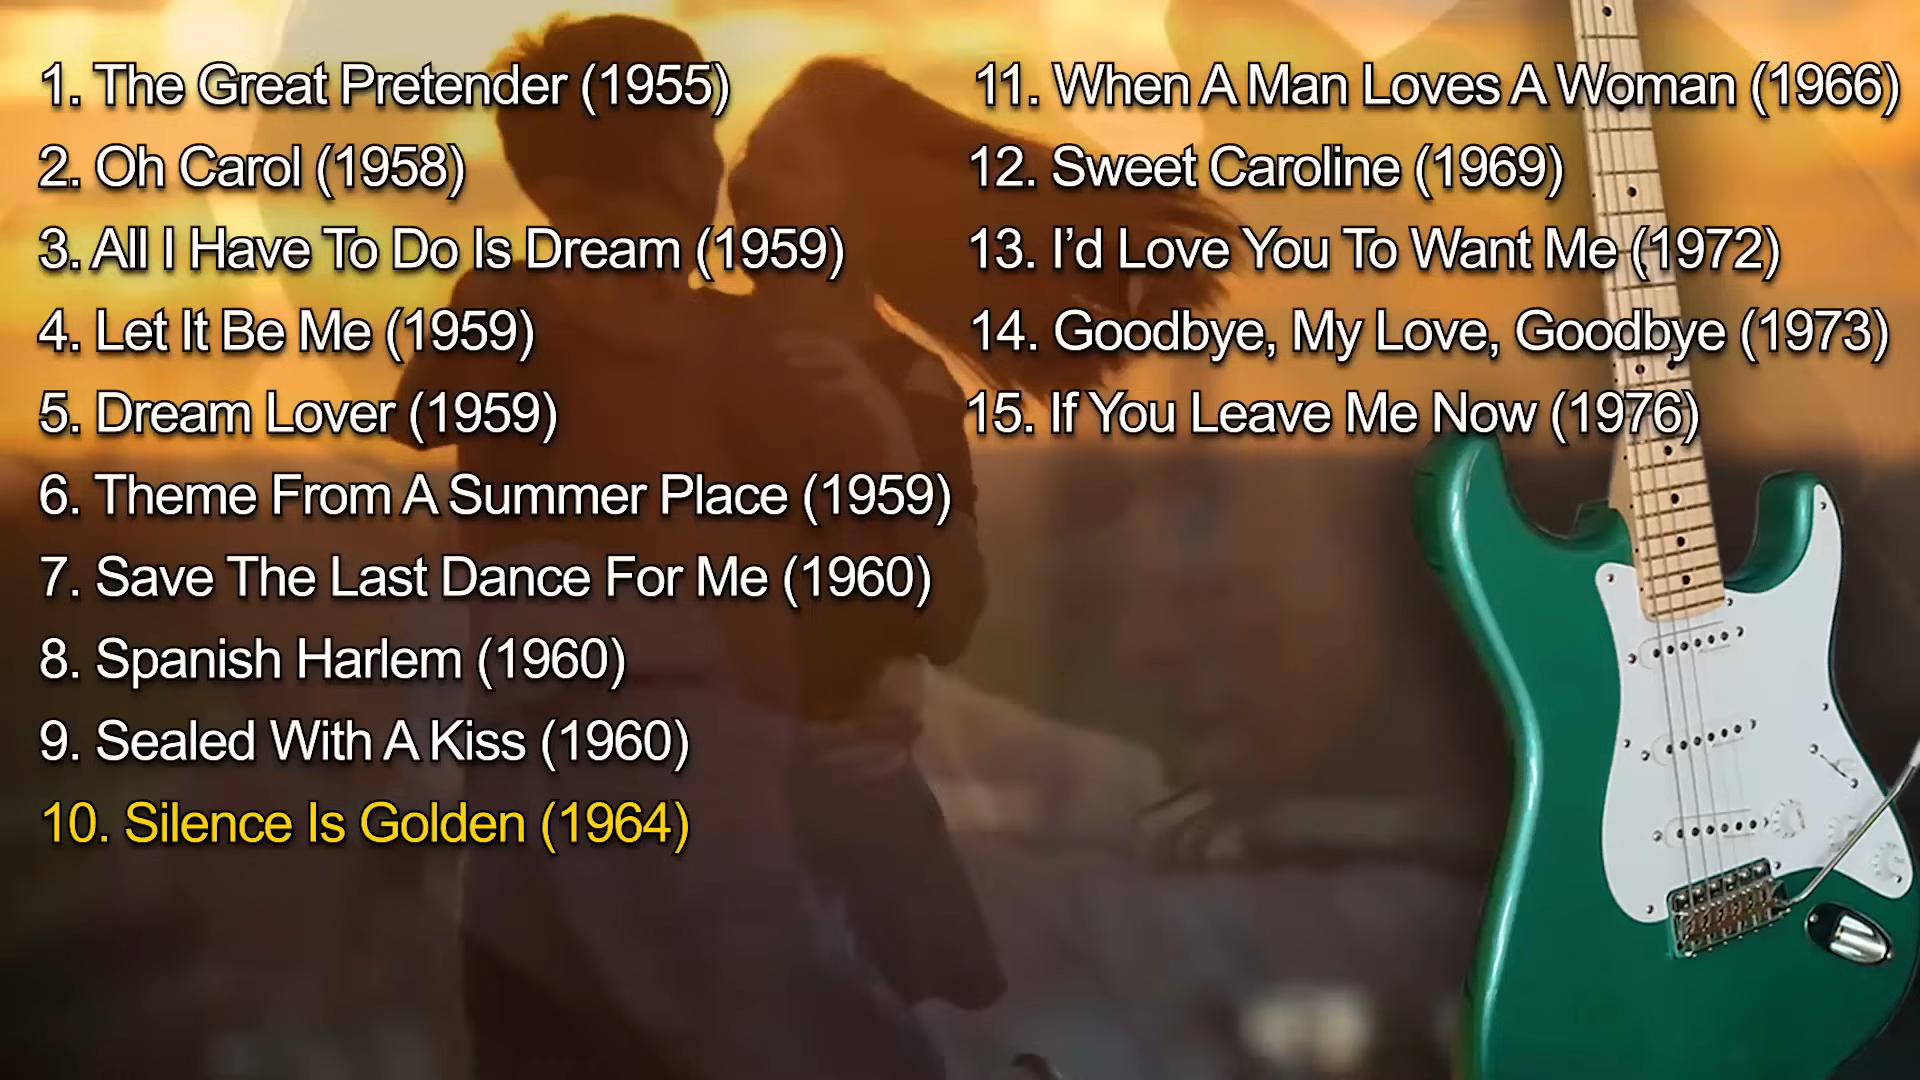 1. The Great Pretender (1955)
2. Oh Carol (1958)
3. All I Have To Do Is Dream (1959)
4. Let It Be Me (1959)
5. Dream Lover (1959)
6. Theme From A Summer Place (1959)
7. Save The Last Dance For Me (1960)
8. Spanish Harlem (1960)
9. Sealed With A Kiss (1960)
10. Silence Is Golden (1964)
11. When A Man Loves A Woman (1966)
12. Sweet Caroline (1969)
13. I’d Love You To Want Me (1972)
14. Goodbye, My Love, Goodbye (1973)
15. If You Leave Me Now (1976)